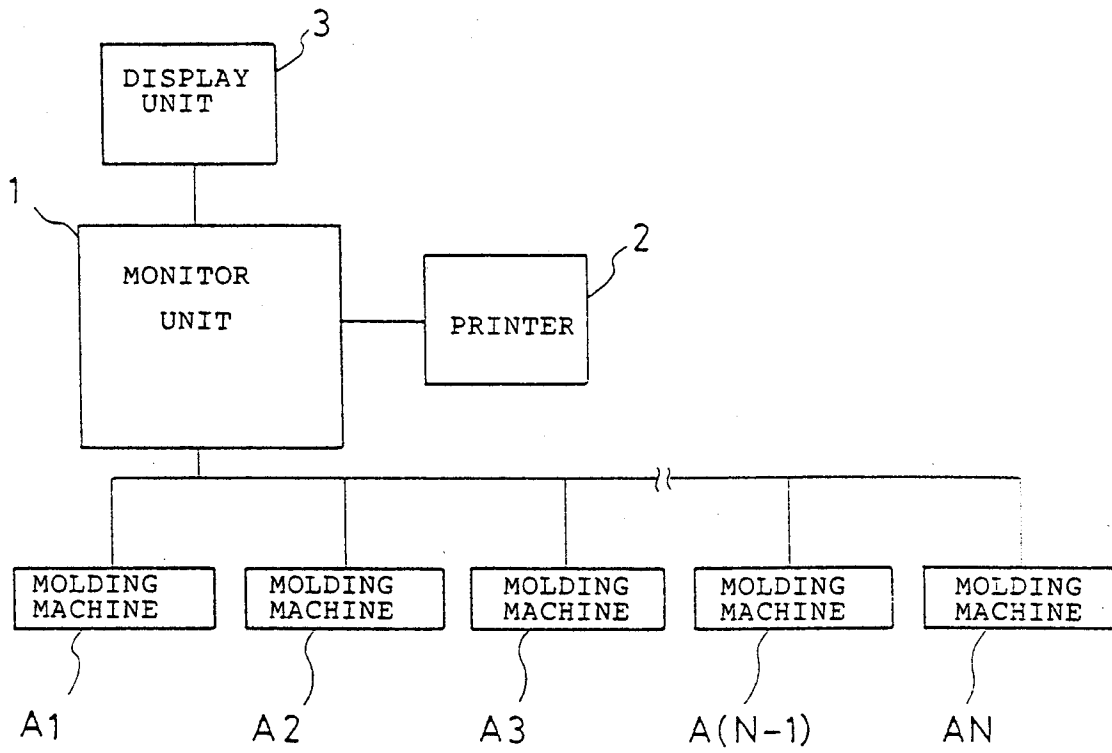 3
DISPLAY
UNIT
1
MONITOR
UNIT
2
PRINTER
MOLDING
MACHINE
MOLDING
MACHINE
MOLDING
MACHINE
MOLDING
MACHINE
MOLDING
MACHINE
A1
A2
A3
A(N-1)
AN